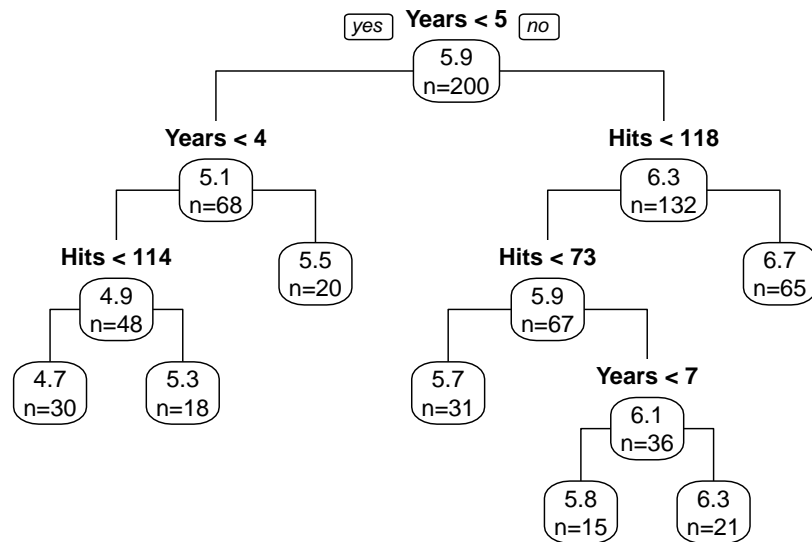 yes Years < 5 no
5.9
n=200
Years < 4 Hits < 118
5.1 6.3
n=68 n=132
Hits < 114 5.5 Hits < 73 6.7
n=20 n=65
4.9 5.9
n=48 n=67
4.7 5.3 5.7 Years < 7
n=30 n=18 n=31
6.1
n=36
5.8 6.3
n=15 n=21